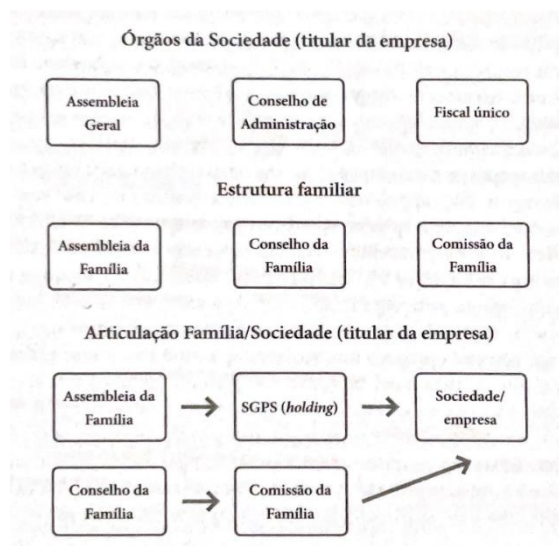 Órgãos da Sociedade (titular da empresa)
Assembleia
Geral
Conselho de
Administração
Fiscal único
Estrutura familiar
Assembleia da
Família
Conselho da
Família
Comissão da
Família
Articulação Família/Sociedade (titular da empresa)
Assembleia da
Família
SGPS (holding)
Sociedade/
empresa
Conselho da
Família
Comissão da
Família